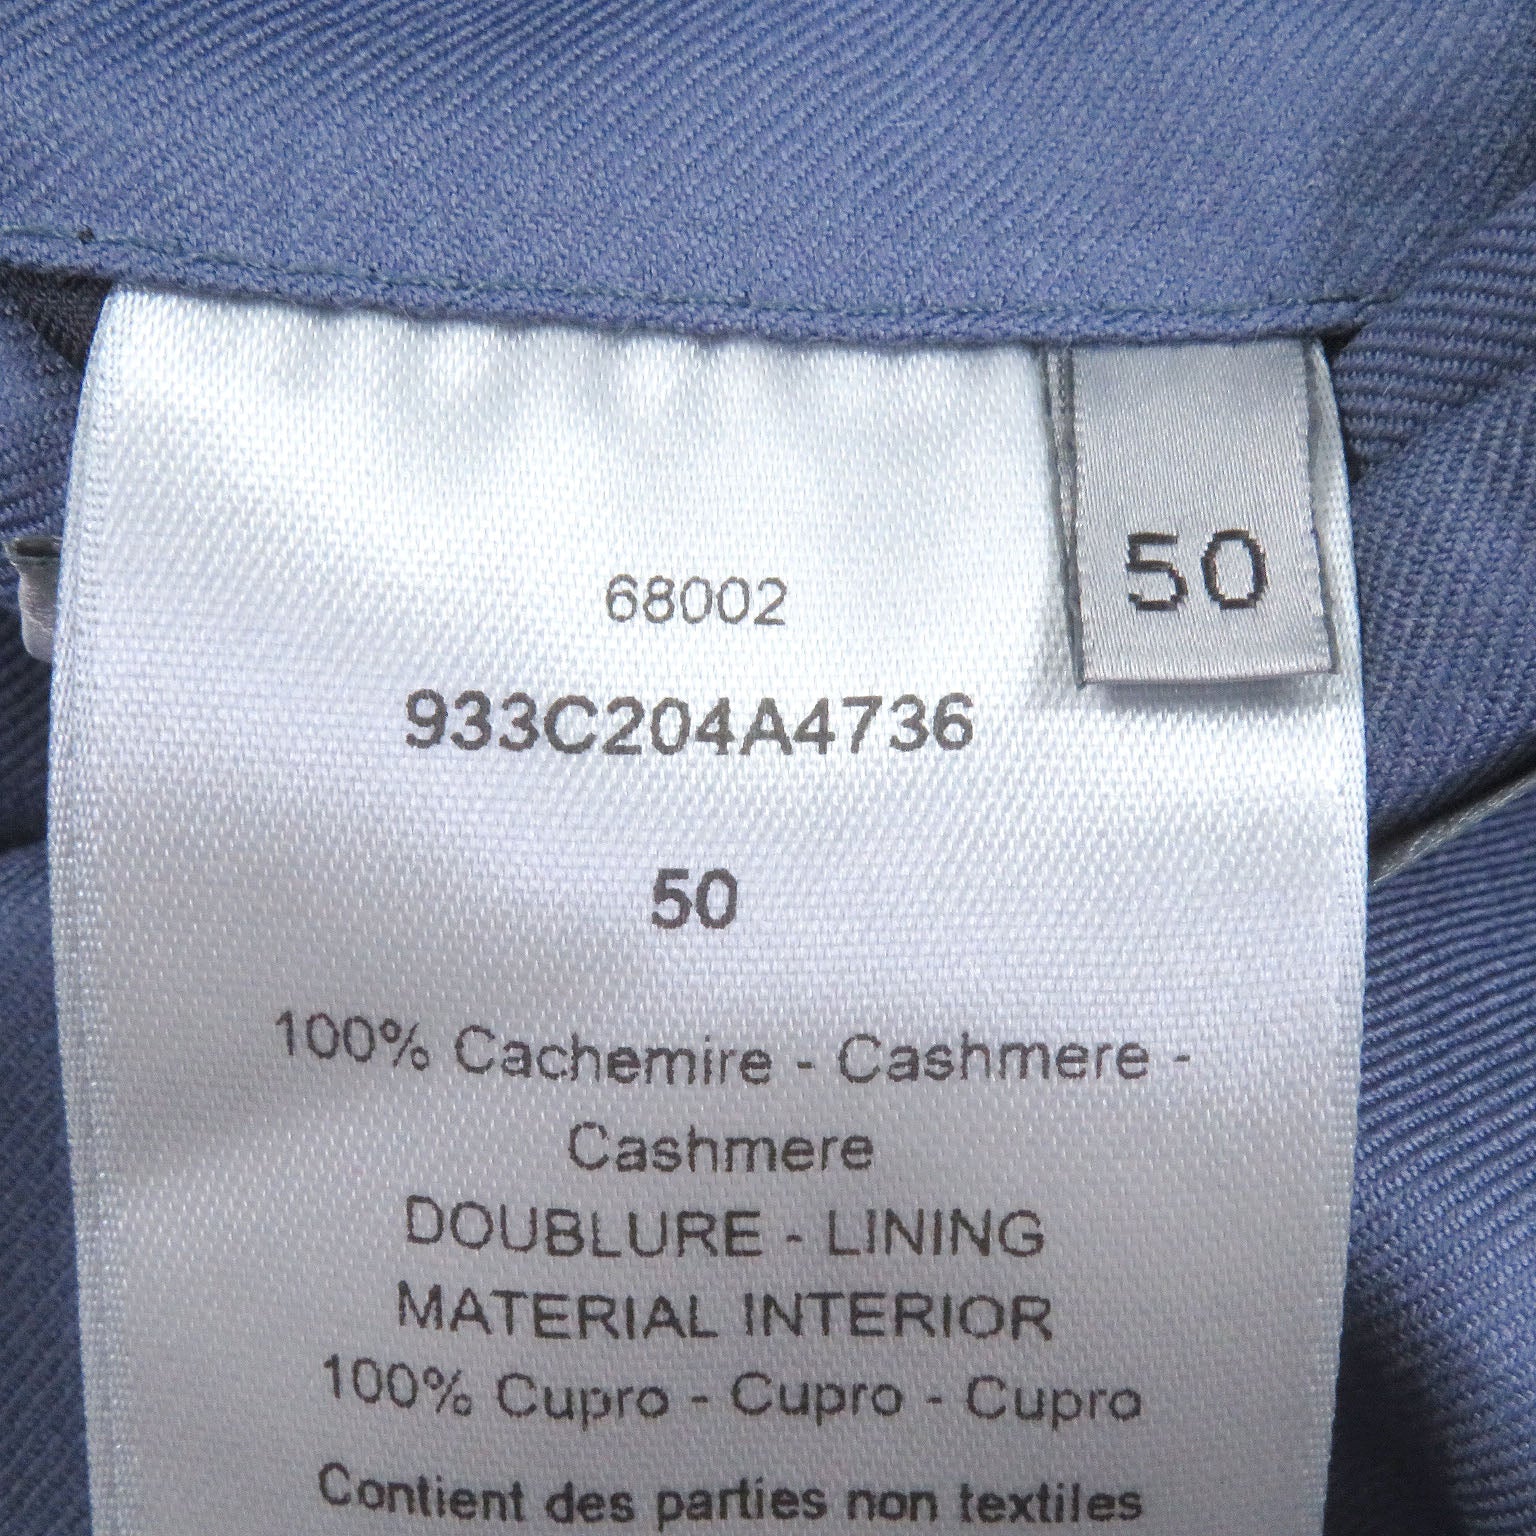 68002
50
933C204A4736
50
100% Cachemire - Cashmere -
Cashmere
DOUBLURE - LINING
MATERIAL INTERIOR
100% Cupro - Cupro - Cupro
Contient des parties non textiles